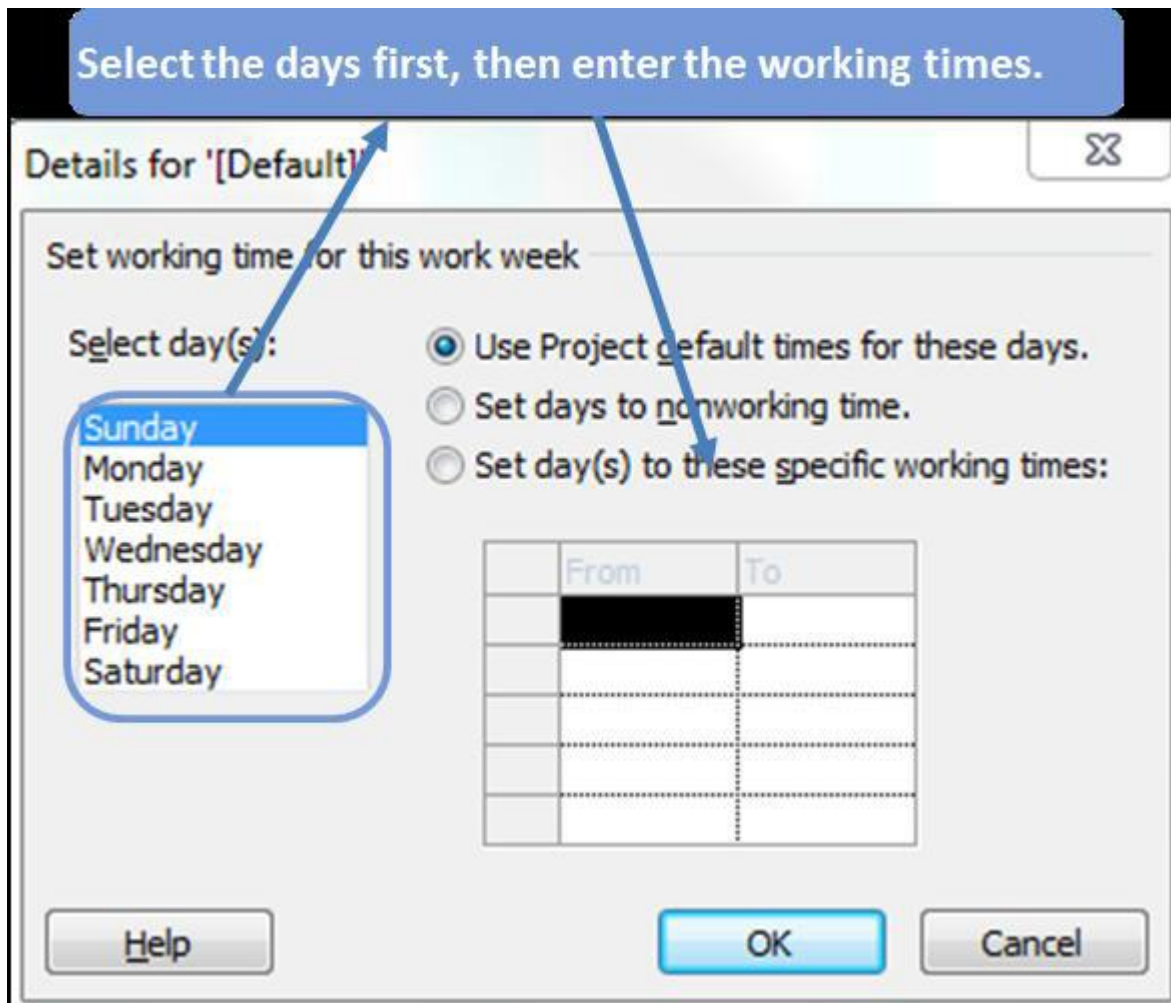 Select the days first, then enter the working times.
Details for '[Default]'
Set working time for this work week
Select day(s):
Sunday
Monday
Tuesday
Wednesday
Thursday
Friday
Saturday
Use Project default times for these days.
Set days to nonworking time.
Set day(s) to these specific working times:
From To
Help OK Cancel